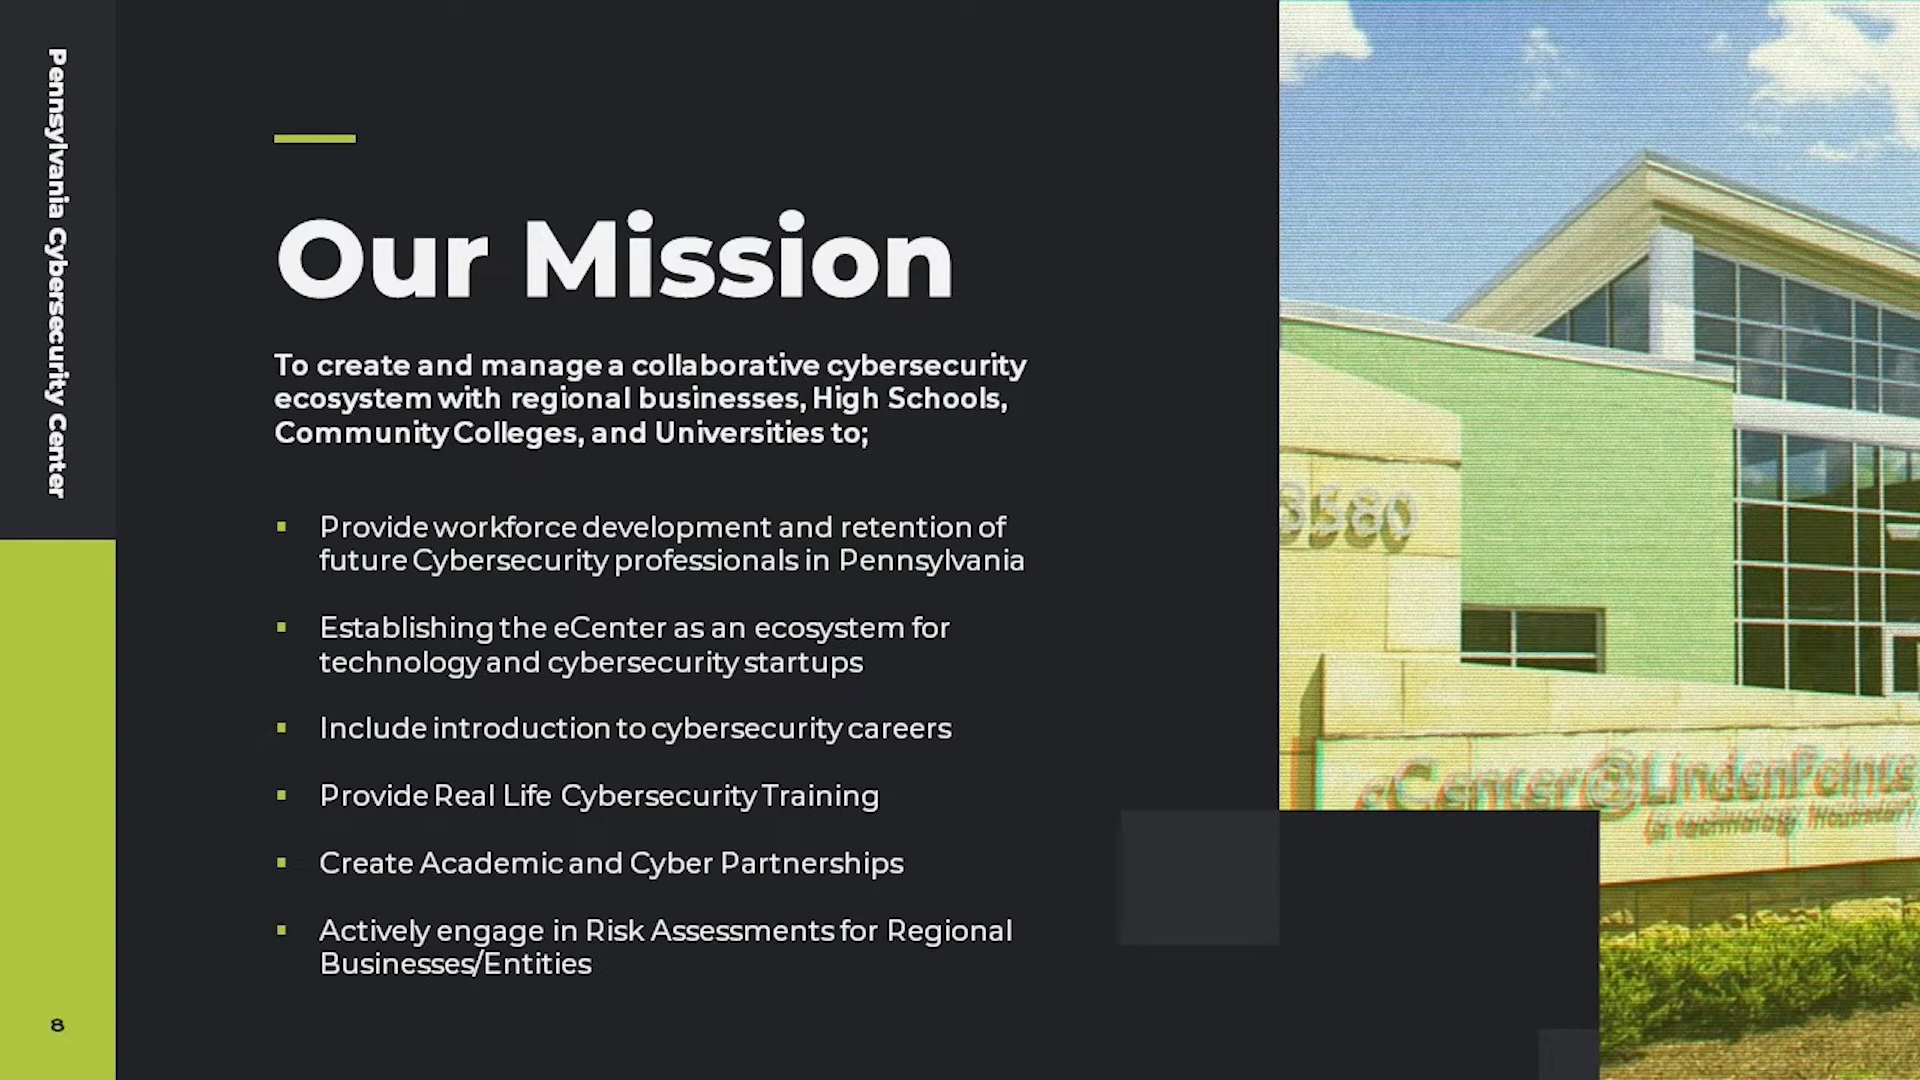 Pennsylvania Cybersecurity Center
Our Mission
To create and manage a collaborative cybersecurity
ecosystem with regional businesses, High Schools,
Community Colleges, and Universities to;
▪ Provide workforce development and retention of
future Cybersecurity professionals in Pennsylvania
▪ Establishing the eCenter as an ecosystem for
technology and cybersecurity startups
▪ Include introduction to cybersecurity careers
▪ Provide Real Life Cybersecurity Training
▪ Create Academic and Cyber Partnerships
▪ Actively engage in Risk Assessments for Regional
Businesses/Entities
8
3580
eCenter@LindenPointe